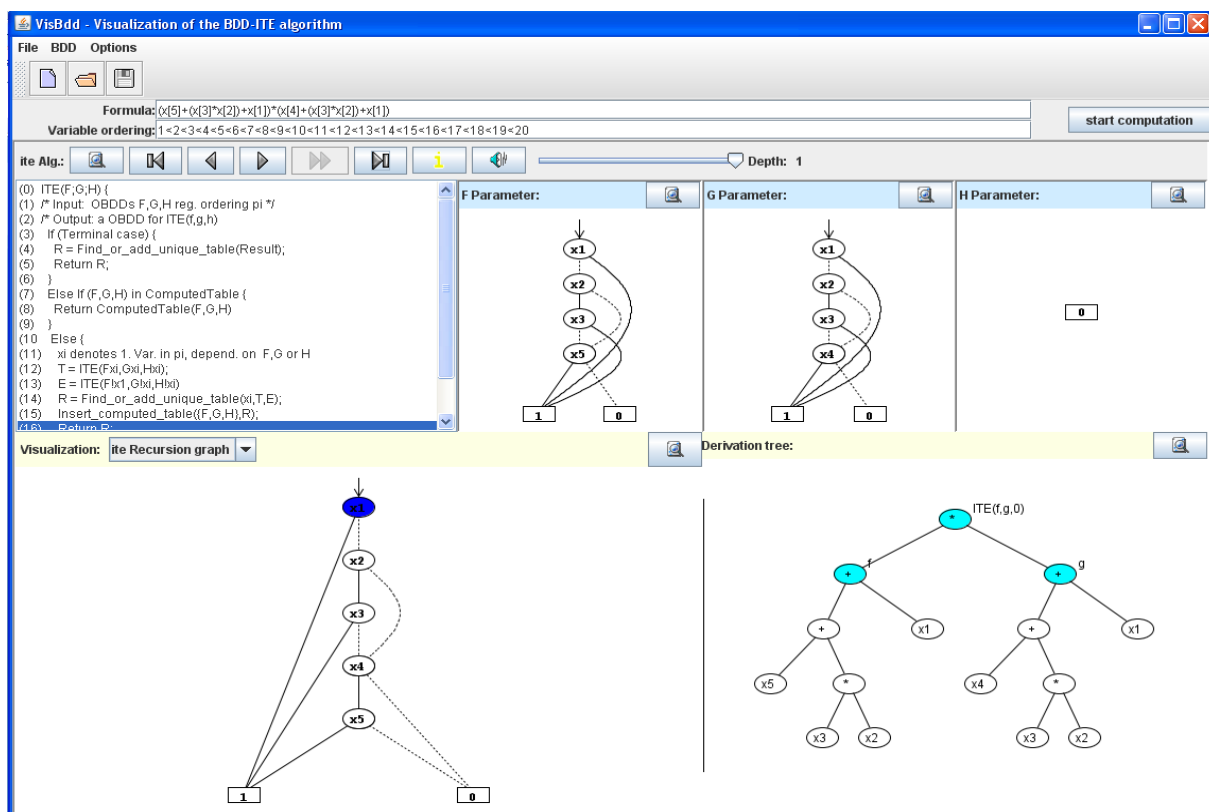 VisBdd - Visualization of the BDD-ITE algorithm
File BDD Options
Formula: (x[5]+(x[3]*x[2])+x[1])*(x[4]+(x[3]*x[2])+x[1])
Variable ordering: 1<2<3<4<5<6<7<8<9<10<11<12<13<14<15<16<17<18<19<20
start computation
ite Alg.: i Depth: 1
(0) ITE(F;G;H) {
(1) /* Input: OBDDs F,G,H reg. ordering pi */
(2) /* Output: a OBDD for ITE(f,g,h)
(3) If (Terminal case) {
(4) R = Find_or_add_unique_table(Result);
(5) Return R;
(6) }
(7) Else If (F,G,H) in ComputedTable {
(8) Return ComputedTable(F,G,H)
(9) }
(10 Else {
(11) xi denotes 1. Var. in pi, depend. on F,G or H
(12) T = ITE(Fxi,Gxi,Hxi);
(13) E = ITE(F!x1,G!xi,H!xi)
(14) R = Find_or_add_unique_table(xi,T,E);
(15) Insert_computed_table({F,G,H},R);
(16) Return R;
F Parameter:
x1
x2
x3
x5
1 0
G Parameter:
x1
x2
x3
x4
1 0
H Parameter:
0
Visualization: ite Recursion graph
x1
x2
x3
x4
x5
1 0
Derivation tree:
* ITE(f,g,0)
+ f + g
+ x1 + x1
x5 * x4 *
x3 x2 x3 x2